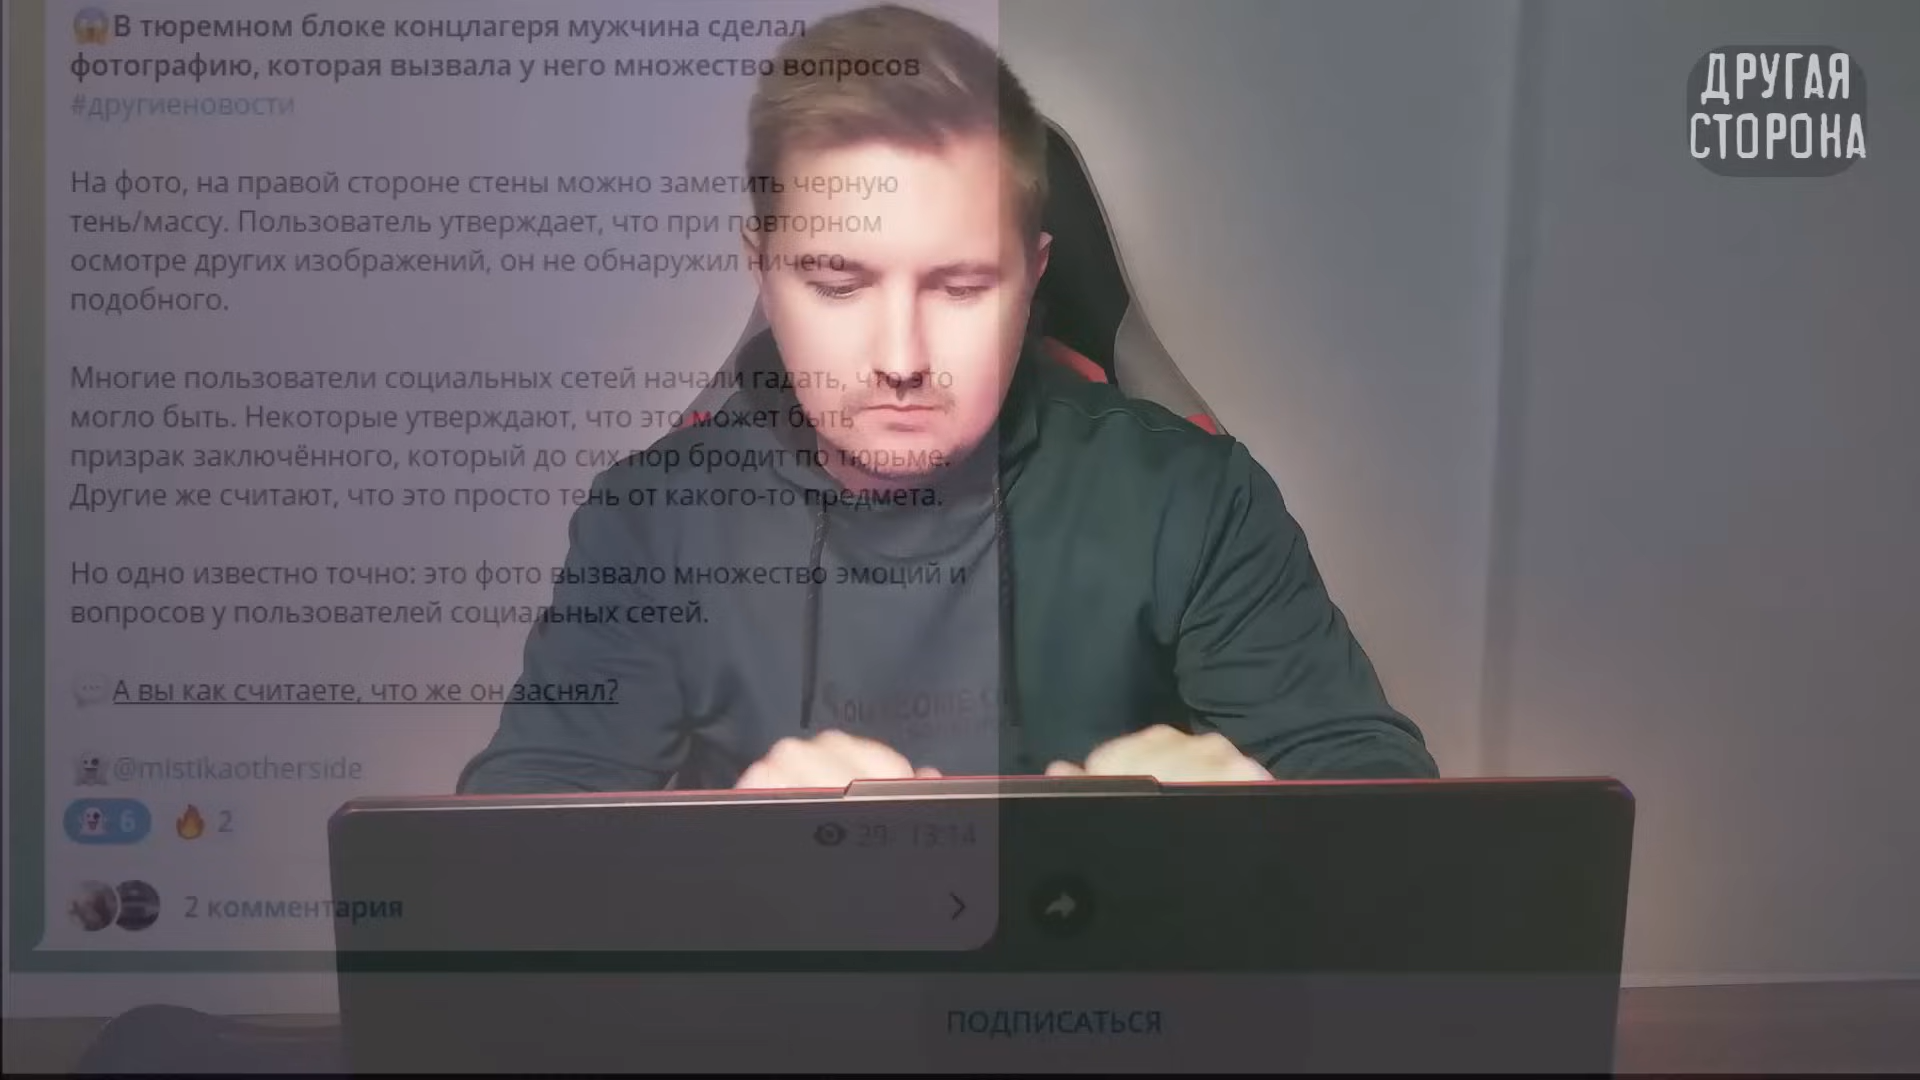 В тюремном блоке концлагеря мужчина сделал
фотографию, которая вызвала у него множество вопросов
#другиеновости
На фото, на правой стороне стены можно заметить черную
тень/массу. Пользователь утверждает, что при повторном
осмотре других изображений, он не обнаружил ничего
подобного.
Многие пользователи социальных сетей начали гадать, что это
могло быть. Некоторые утверждают, что это может быть
призрак заключённого, который до сих пор бродит по тюрьме.
Другие же считают, что это просто тень от какого-то предмета.
Но одно известно точно: это фото вызвало множество эмоций и
вопросов у пользователей социальных сетей.
А вы как считаете, что же он заснял?
@mistikaotherside
6 2
39 13:14
2 комментария
ПОДПИСАТЬСЯ
ДРУГАЯ
СТОРОНА